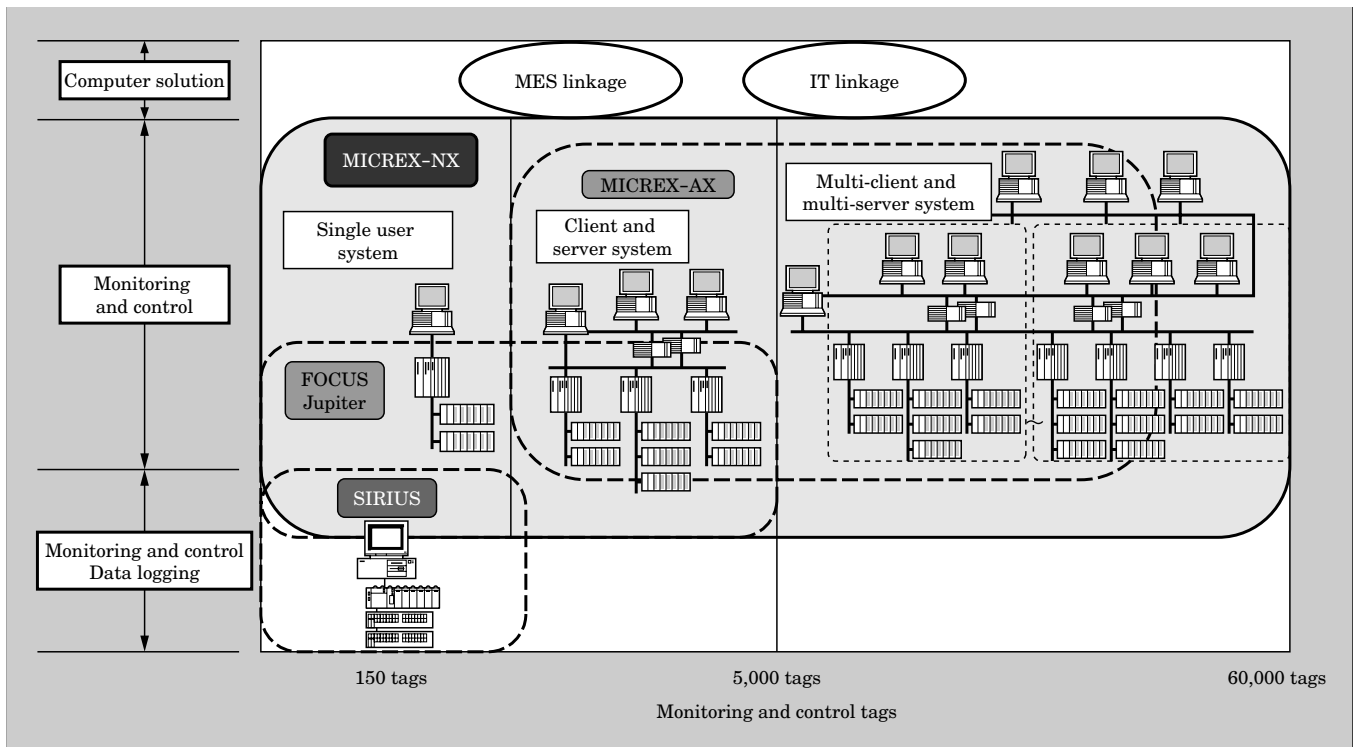 Computer solution
MES linkage
IT linkage
MICREX-NX
MICREX-AX
Multi-client and
multi-server system
Single user
system
Client and
server system
Monitoring
and control
FOCUS
Jupiter
SIRIUS
Monitoring and control
Data logging
150 tags
5,000 tags
60,000 tags
Monitoring and control tags